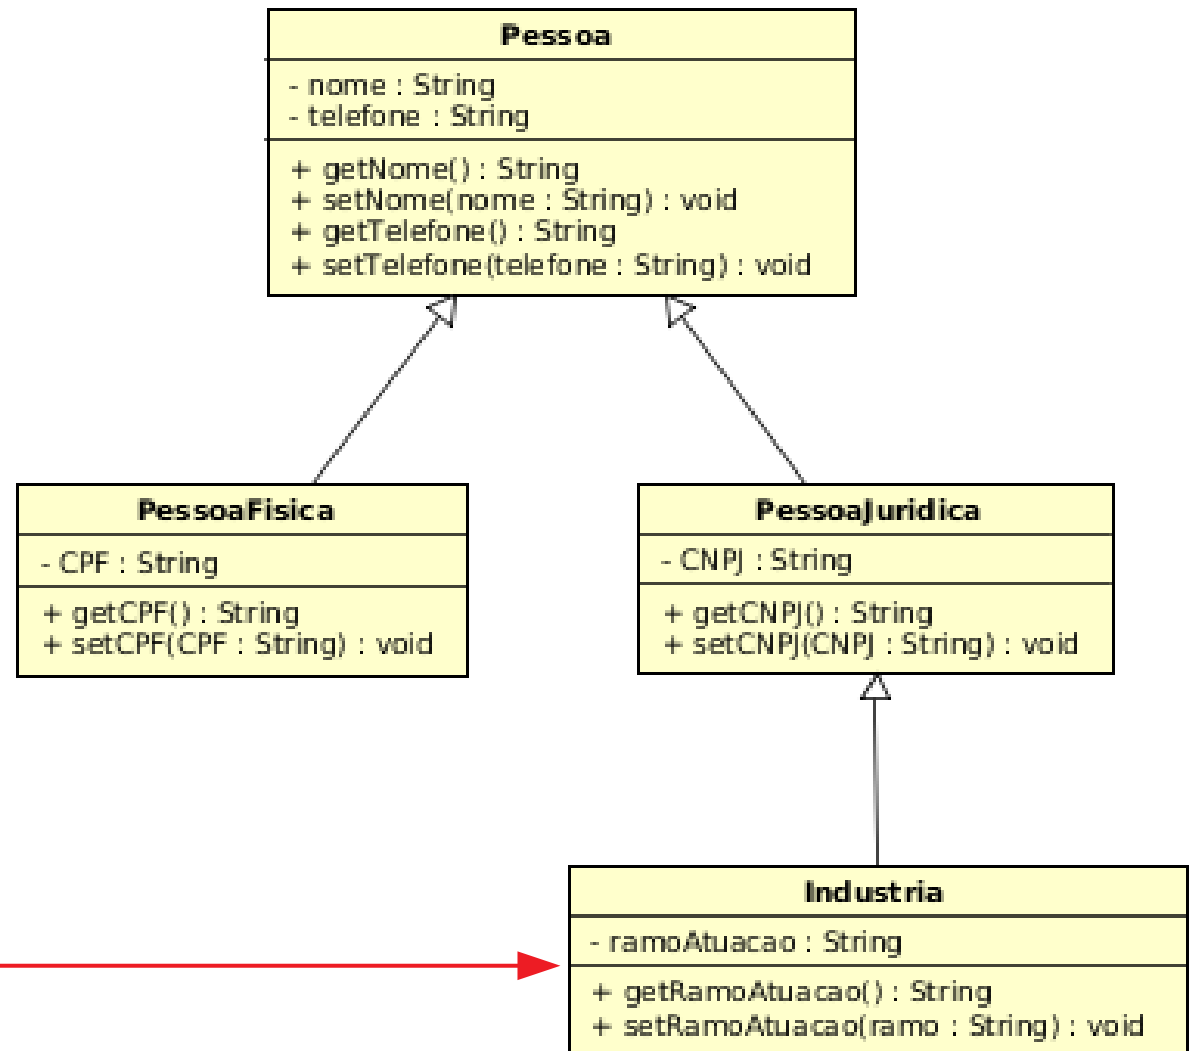 Pessoa
- nome : String
- telefone : String
+ getNome() : String
+ setNome(nome : String) : void
+ getTelefone() : String
+ setTelefone(telefone : String) : void
PessoaFisica
- CPF : String
+ getCPF() : String
+ setCPF(CPF : String) : void
PessoaJuridica
- CNPJ : String
+ getCNPJ() : String
+ setCNPJ(CNPJ : String) : void
Industria
- ramoAtuacao : String
+ getRamoAtuacao() : String
+ setRamoAtuacao(ramo : String) : void